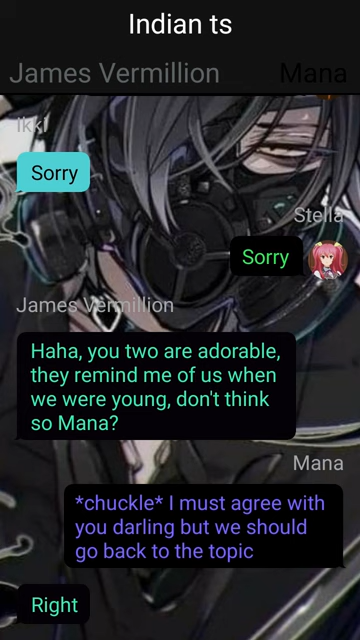 Indian ts
James Vermillion Mana
Ikki
Sorry
Stella
Sorry
James Vermillion
Haha, you two are adorable,
they remind me of us when
we were young, don't think
so Mana?
Mana
*chuckle* I must agree with
you darling but we should
go back to the topic
Right